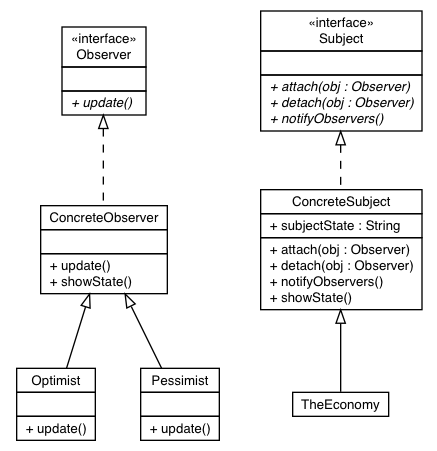 «interface»
Observer
+ update()
«interface»
Subject
+ attach(obj : Observer)
+ detach(obj : Observer)
+ notifyObservers()
ConcreteObserver
+ update()
+ showState()
ConcreteSubject
+ subjectState : String
+ attach(obj : Observer)
+ detach(obj : Observer)
+ notifyObservers()
+ showState()
Optimist
+ update()
Pessimist
+ update()
TheEconomy